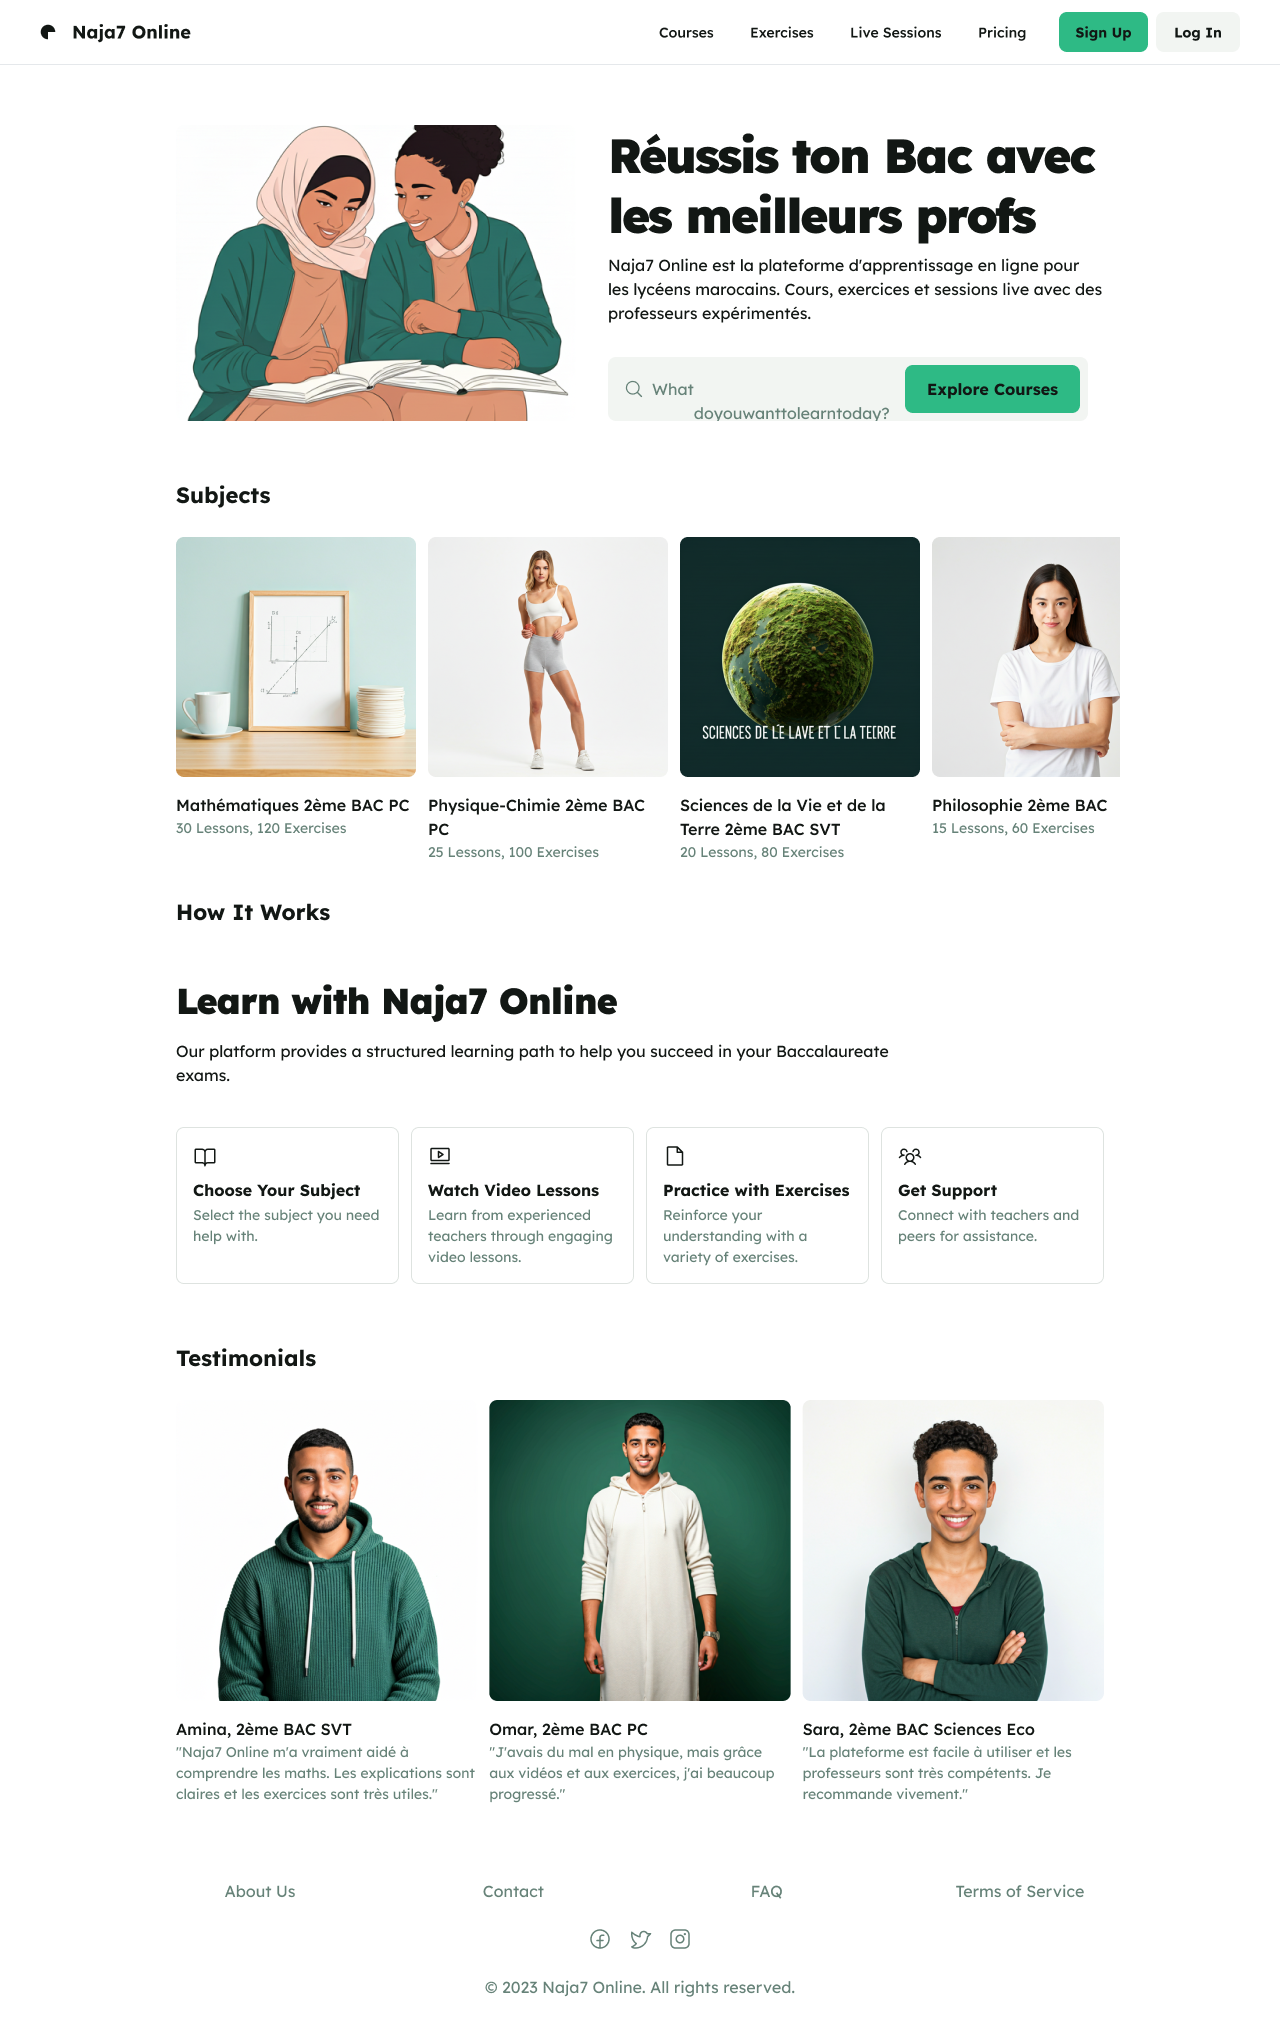 Naja7 Online
Courses
Exercises
Live Sessions
Pricing
Sign Up
Log In
Réussis ton Bac avec
les meilleurs profs
Naja7 Online est la plateforme d'apprentissage en ligne pour
les lycéens marocains. Cours, exercices et sessions live avec des
professeurs expérimentés.
What
doyouwanttolearntoday?
Explore Courses
Subjects
SCIENCES DE LE LAVE ET L LA TEIRRE
Mathématiques 2ème BAC PC
30 Lessons, 120 Exercises
Physique-Chimie 2ème BAC
PC
25 Lessons, 100 Exercises
Sciences de la Vie et de la
Terre 2ème BAC SVT
20 Lessons, 80 Exercises
Philosophie 2ème BAC
15 Lessons, 60 Exercises
How It Works
Learn with Naja7 Online
Our platform provides a structured learning path to help you succeed in your Baccalaureate
exams.
Choose Your Subject
Select the subject you need
help with.
Watch Video Lessons
Learn from experienced
teachers through engaging
video lessons.
Practice with Exercises
Reinforce your
understanding with a
variety of exercises.
Get Support
Connect with teachers and
peers for assistance.
Testimonials
Amina, 2ème BAC SVT
"Naja7 Online m'a vraiment aidé à
comprendre les maths. Les explications sont
claires et les exercices sont très utiles."
Omar, 2ème BAC PC
"J'avais du mal en physique, mais grâce
aux vidéos et aux exercices, j'ai beaucoup
progressé."
Sara, 2ème BAC Sciences Eco
"La plateforme est facile à utiliser et les
professeurs sont très compétents. Je
recommande vivement."
About Us
Contact
FAQ
Terms of Service
© 2023 Naja7 Online. All rights reserved.